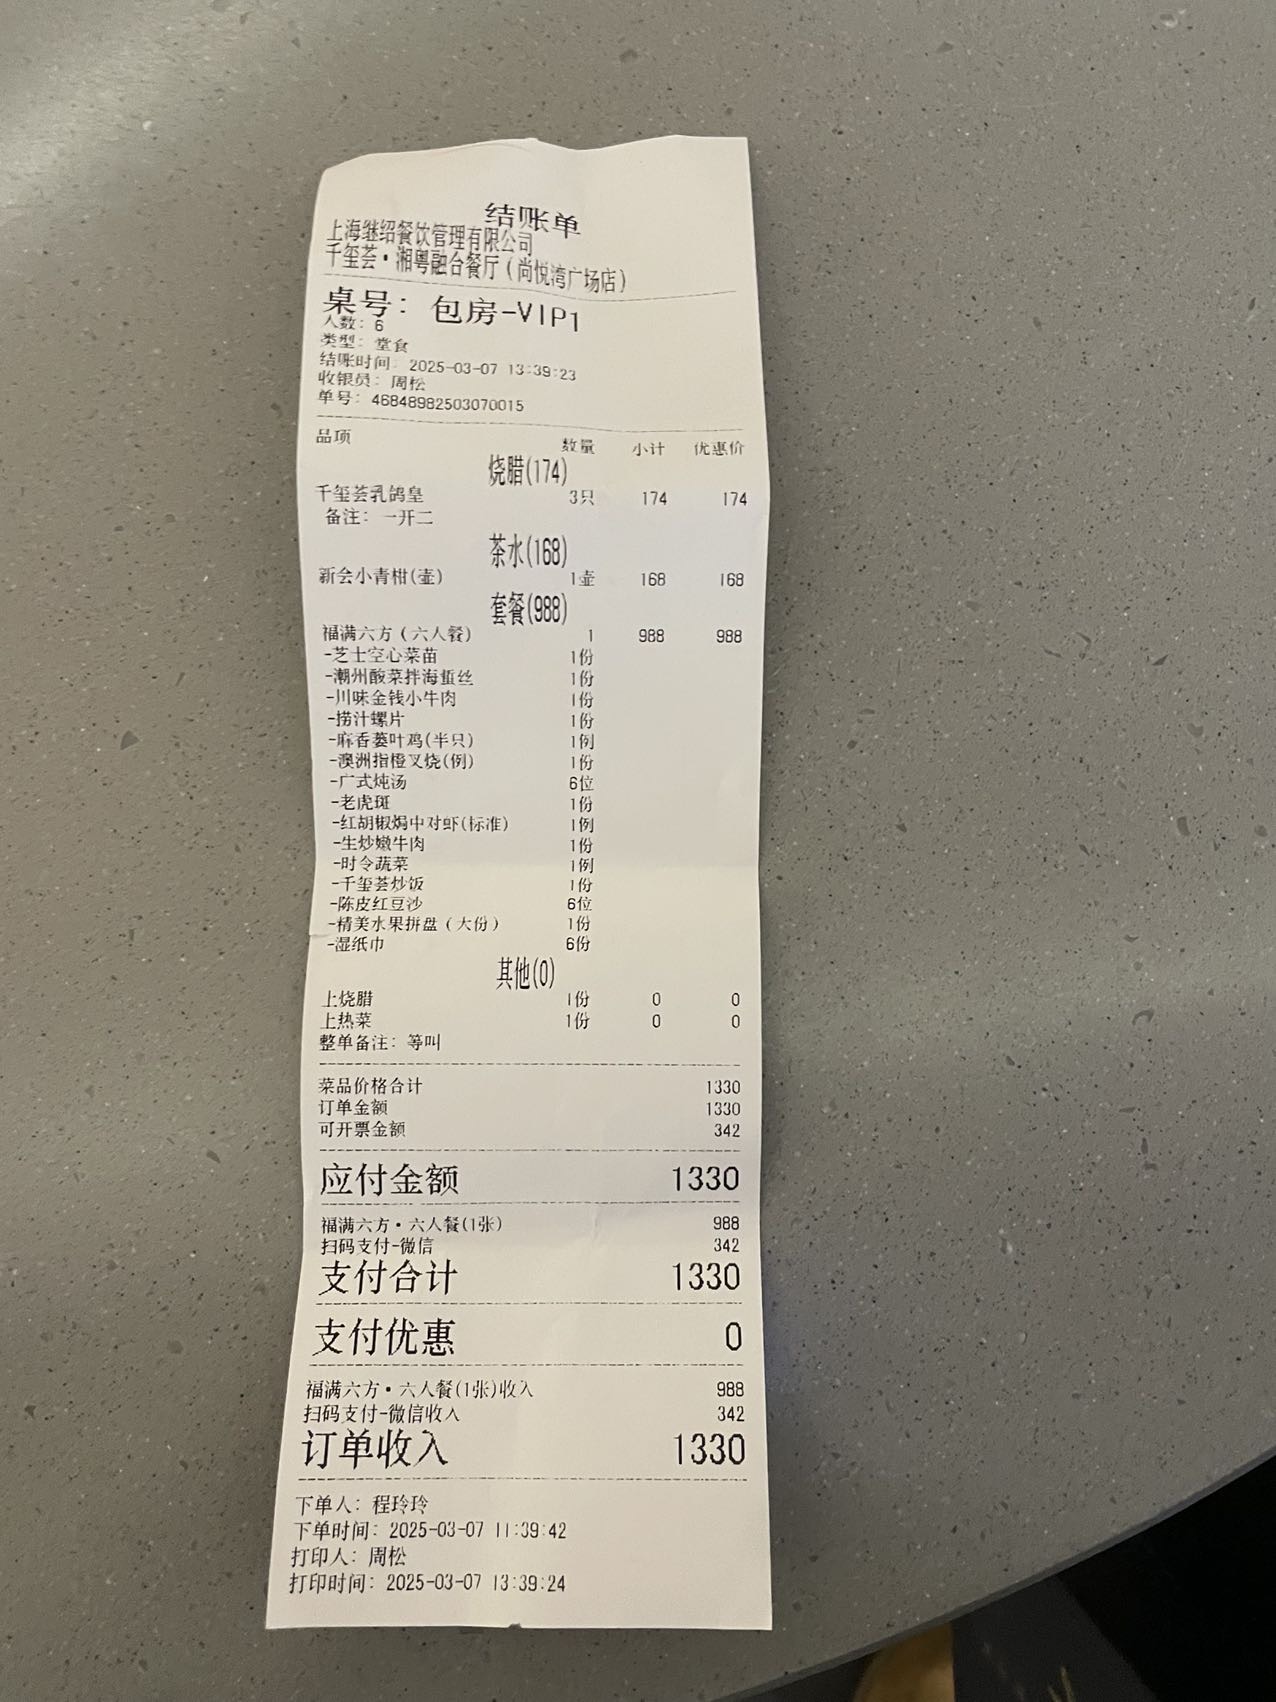 结账单
上海继绍餐饮管理有限公司
千玺荟·湘粤融合餐厅(尚悦湾广场店)
桌号: 包房-VIP1
人数: 6
类型: 堂食
结账时间: 2025-03-07 13:39:23
收银员: 周松
单号: 46848982503070015
品项 数量 小计 优惠价
烧腊(174)
千玺荟乳鸽皇 3只 174 174
备注: 一开二
茶水(168)
新会小青柑(壶) 1壶 168 168
套餐(988)
福满六方(六人餐) 1 988 988
-芝士空心菜苗 1份
-潮州酸菜拌海蜇丝 1份
-川味金钱小牛肉 1份
-捞汁螺片 1份
-麻香蒌叶鸡(半只) 1例
-澳洲指橙叉烧(例) 1份
-广式炖汤 6位
-老虎斑 1份
-红胡椒焗中对虾(标准) 1例
-生炒嫩牛肉 1份
-时令蔬菜 1例
-千玺荟炒饭 1份
-陈皮红豆沙 6位
-精美水果拼盘(大份) 1份
-湿纸巾 6份
其他(0)
上烧腊 1份 0 0
上热菜 1份 0 0
整单备注: 等叫
菜品价格合计 1330
订单金额 1330
可开票金额 342
应付金额 1330
福满六方·六人餐(1张) 988
扫码支付-微信 342
支付合计 1330
支付优惠 0
福满六方·六人餐(1张)收入 988
扫码支付-微信收入 342
订单收入 1330
下单人: 程玲玲
下单时间: 2025-03-07 11:39:42
打印人: 周松
打印时间: 2025-03-07 13:39:24